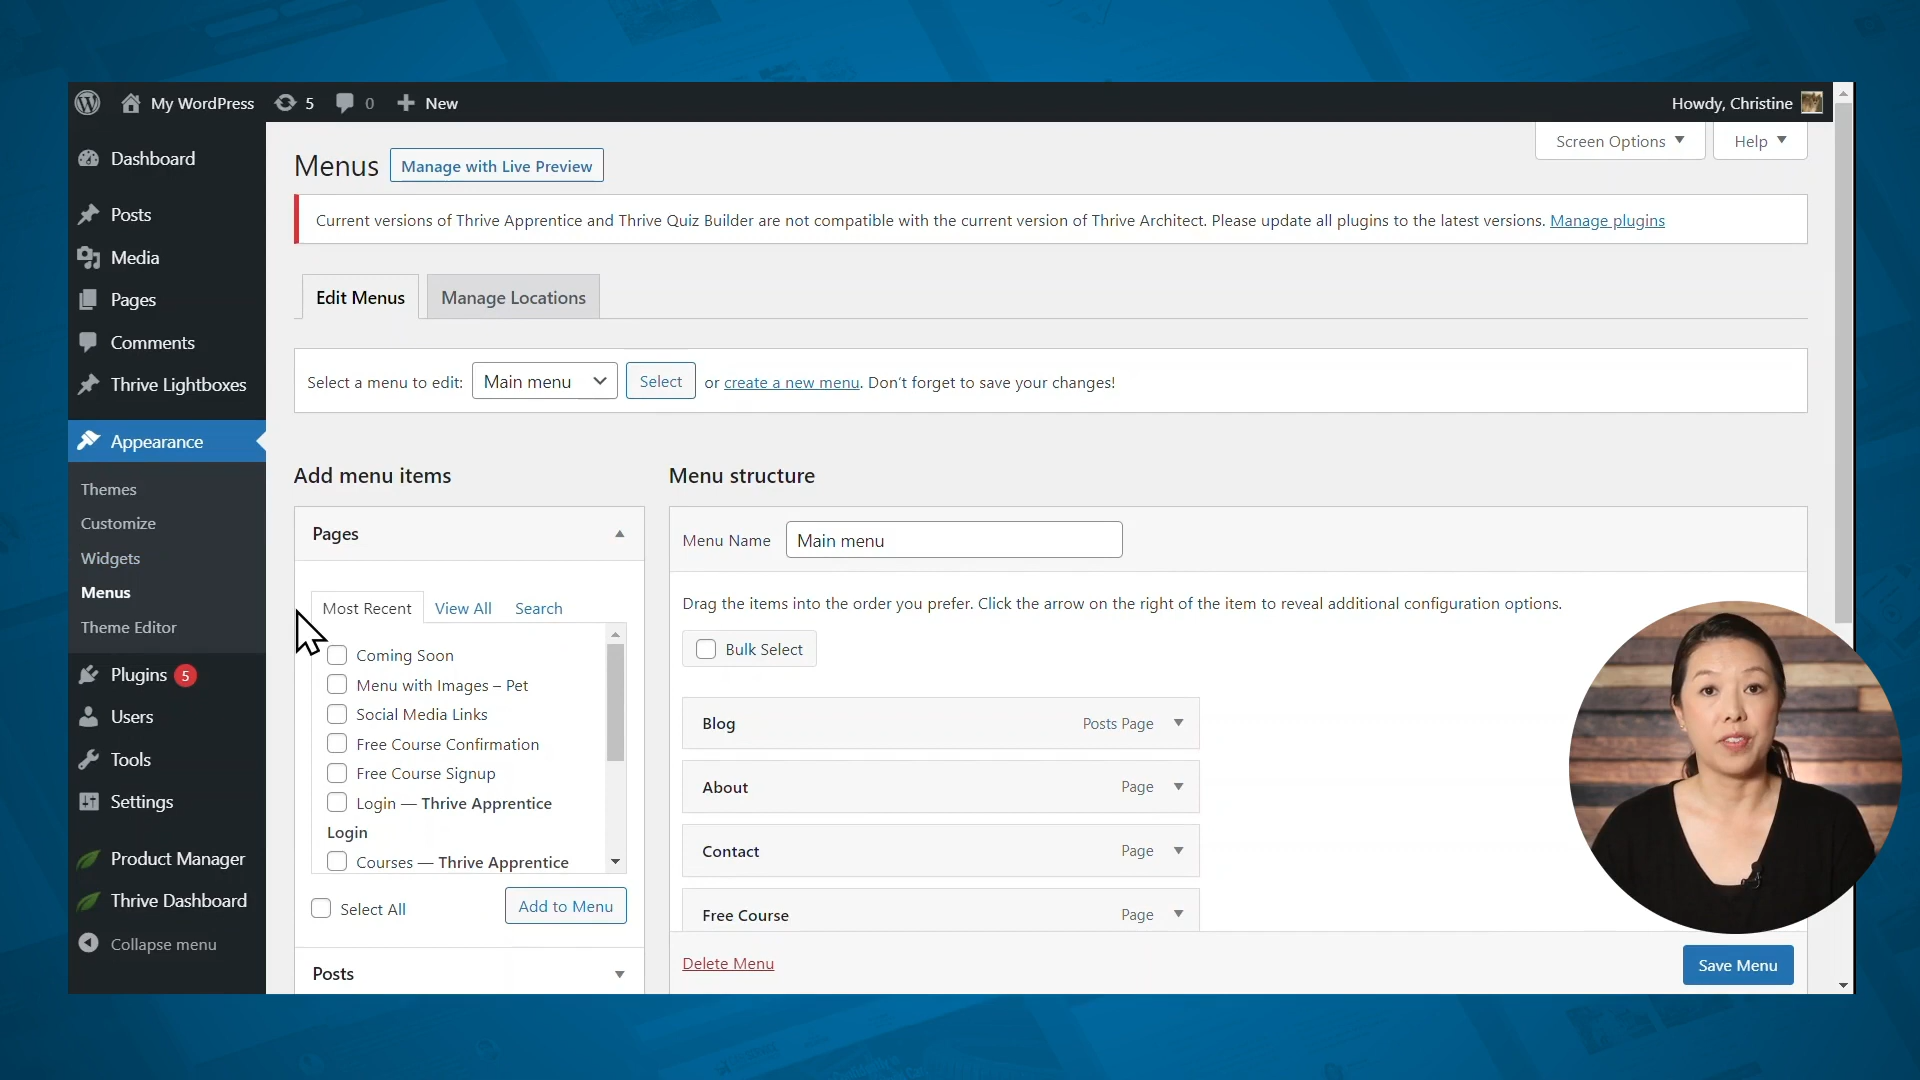 My WordPress 5 0 + New
Howdy, Christine
Screen Options Help
Dashboard
Posts
Media
Pages
Comments
Thrive Lightboxes
Appearance
Themes
Customize
Widgets
Menus
Theme Editor
Plugins 5
Users
Tools
Settings
Product Manager
Thrive Dashboard
Collapse menu
Menus Manage with Live Preview
Current versions of Thrive Apprentice and Thrive Quiz Builder are not compatible with the current version of Thrive Architect. Please update all plugins to the latest versions. Manage plugins
Edit Menus Manage Locations
Select a menu to edit: Main menu Select or create a new menu. Don't forget to save your changes!
Add menu items
Pages
Most Recent View All Search
Coming Soon
Menu with Images – Pet
Social Media Links
Free Course Confirmation
Free Course Signup
Login — Thrive Apprentice
Login
Courses — Thrive Apprentice
Select All Add to Menu
Posts
Menu structure
Menu Name Main menu
Drag the items into the order you prefer. Click the arrow on the right of the item to reveal additional configuration options.
Bulk Select
Blog Posts Page
About Page
Contact Page
Free Course Page
Delete Menu Save Menu